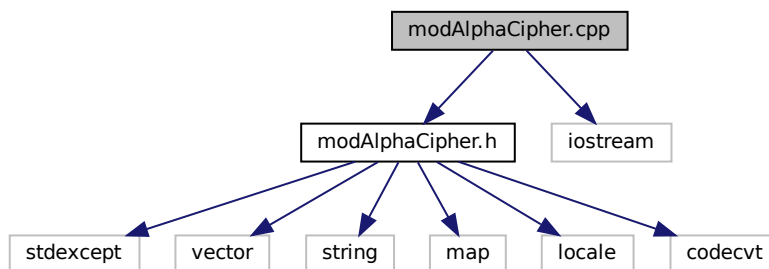 modAlphaCipher.cpp
modAlphaCipher.h
iostream
stdexcept
vector
string
map
locale
codecvt